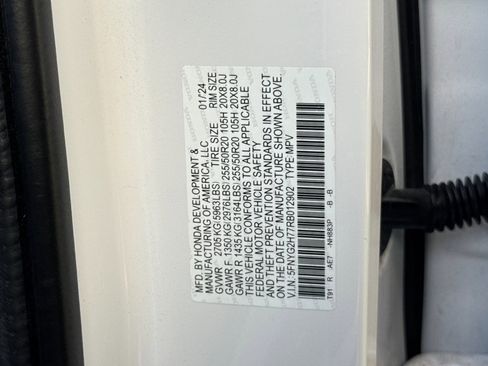 MFD. BY HONDA DEVELOPMENT &
MANUFACTURING OF AMERICA, LLC 01/24
GVWR 2705 KG(5963LBS) TIRE SIZE RIM SIZE
GAWR F 1350 KG(2976LBS) 255/50R20 105H 20X8.0J
GAWR R 1435 KG(3164LBS) 255/50R20 105H 20X8.0J
THIS VEHICLE CONFORMS TO ALL APPLICABLE
FEDERAL MOTOR VEHICLE SAFETY
AND THEFT PREVENTION STANDARDS IN EFFECT
ON THE DATE OF MANUFACTURE SHOWN ABOVE.
V.I.N.: 5FNYG2H77RB012902 TYPE:MPV
T91 R AE7 -NH883P -B -B